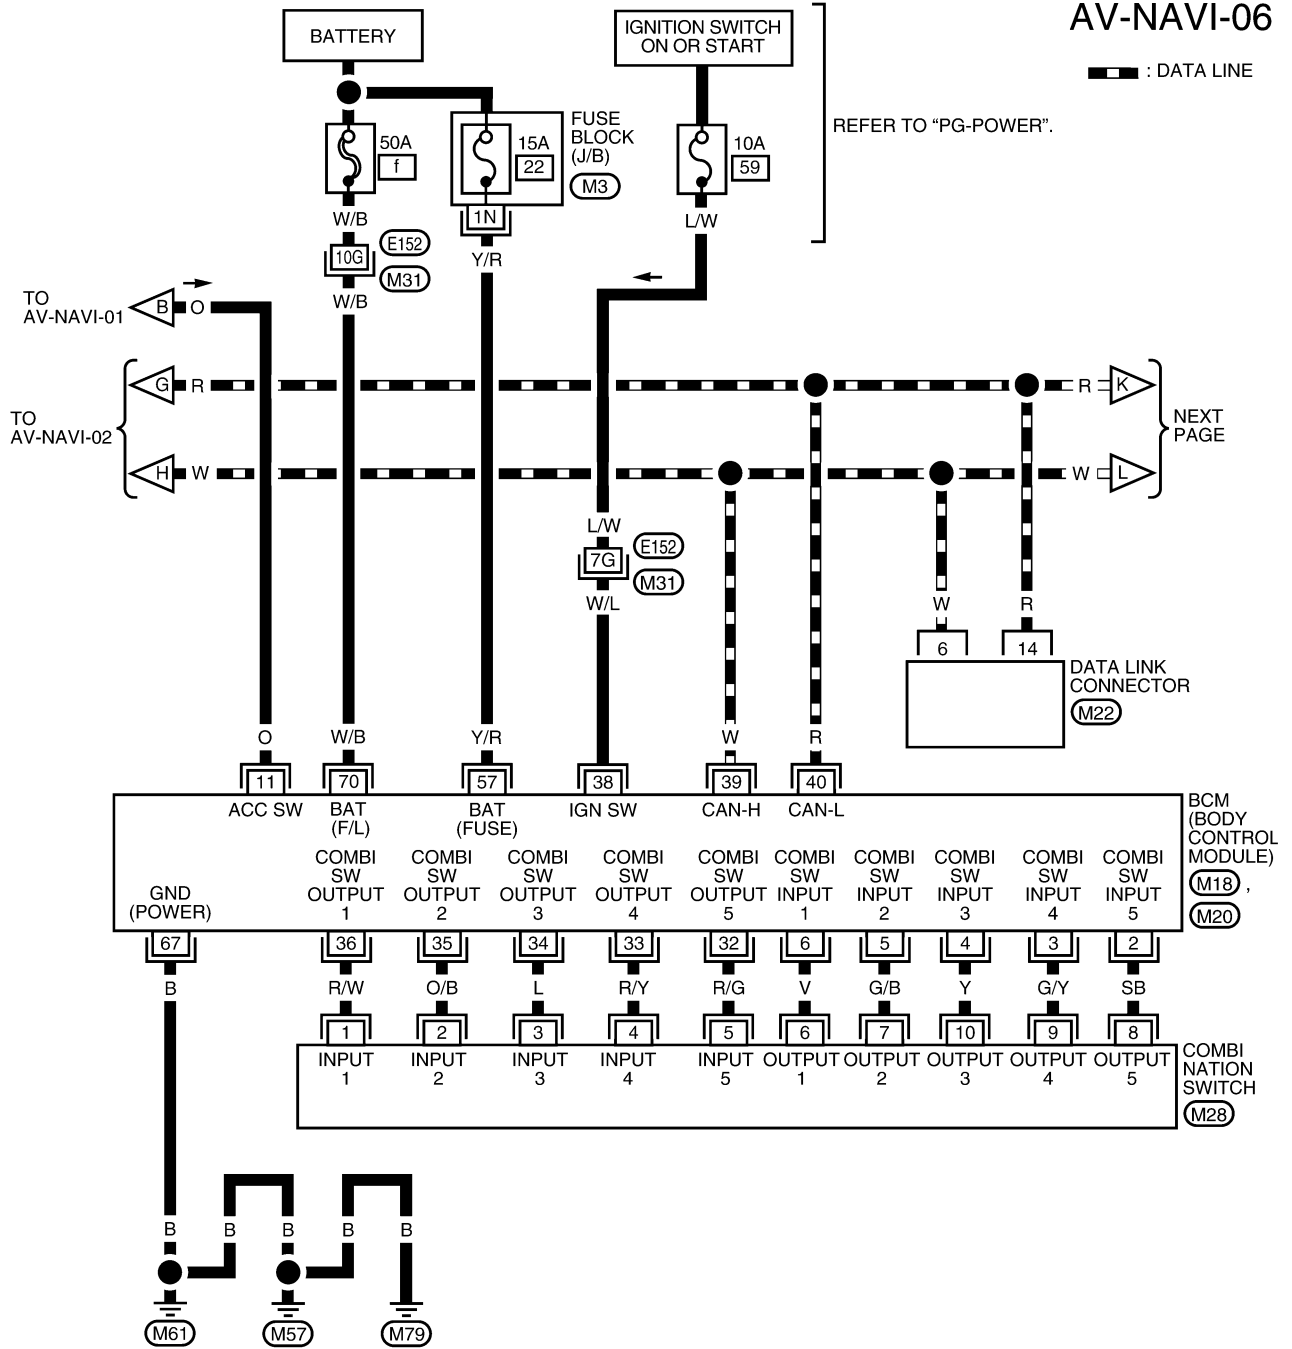 AV-NAVI-06
: DATA LINE
BATTERY
IGNITION SWITCH
ON OR START
REFER TO “PG-POWER”.
50A
f
15A
22
FUSE
BLOCK
(J/B)
M3
10A
59
W/B
1N
L/W
10G
E152
M31
Y/R
W/B
TO
AV-NAVI-01
B
O
TO
AV-NAVI-02
G
R
R
K
H
W
W
L
NEXT
PAGE
L/W
7G
E152
M31
W/L
W
R
6
14
DATA LINK
CONNECTOR
M22
O
W/B
Y/R
W
R
11
70
57
38
39
40
ACC SW
BAT
(F/L)
BAT
(FUSE)
IGN SW
CAN-H
CAN-L
BCM
(BODY
CONTROL
MODULE)
M18 ,
M20
GND
(POWER)
COMBI
SW
OUTPUT
1
COMBI
SW
OUTPUT
2
COMBI
SW
OUTPUT
3
COMBI
SW
OUTPUT
4
COMBI
SW
OUTPUT
5
COMBI
SW
INPUT
1
COMBI
SW
INPUT
2
COMBI
SW
INPUT
3
COMBI
SW
INPUT
4
COMBI
SW
INPUT
5
67
36
35
34
33
32
6
5
4
3
2
B
R/W
O/B
L
R/Y
R/G
V
G/B
Y
G/Y
SB
1
2
3
4
5
6
7
10
9
8
INPUT
1
INPUT
2
INPUT
3
INPUT
4
INPUT
5
OUTPUT
1
OUTPUT
2
OUTPUT
3
OUTPUT
4
OUTPUT
5
COMBI
NATION
SWITCH
M28
B
B
B
B
B
M61
M57
M79